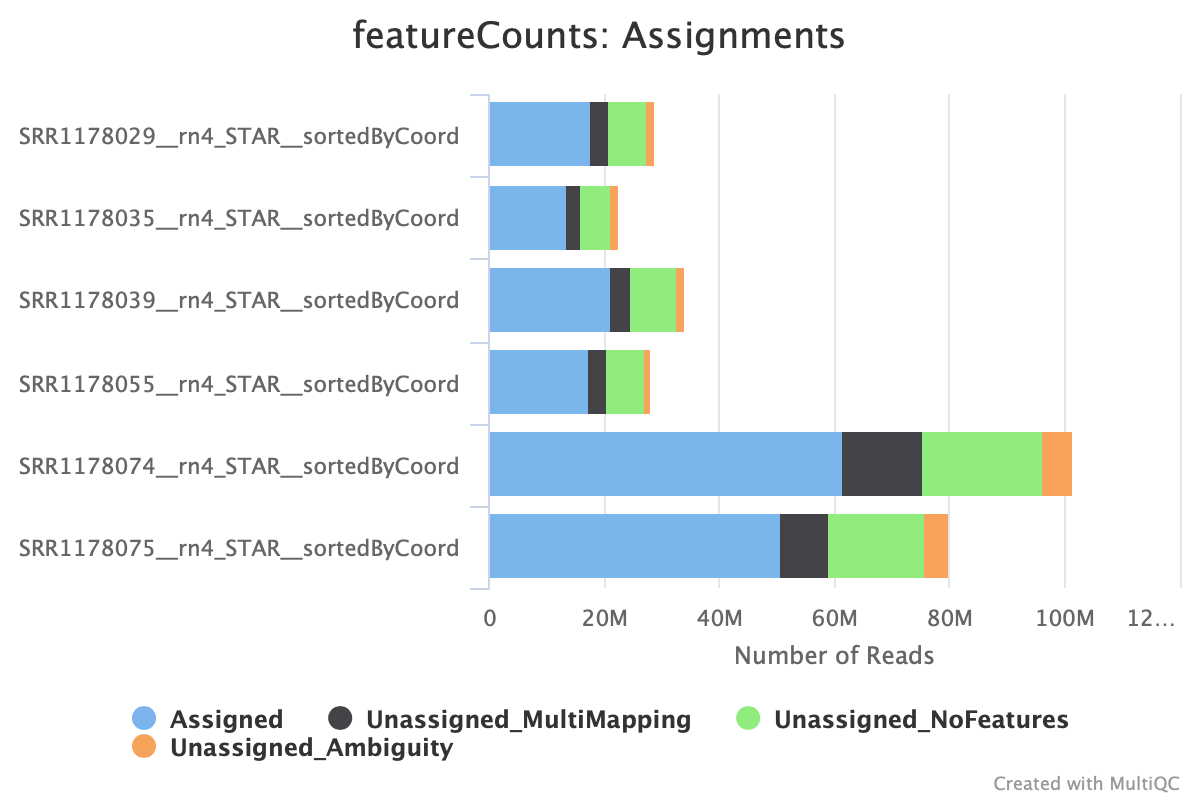 featureCounts: Assignments
SRR1178029__rn4_STAR__sortedByCoord
SRR1178035__rn4_STAR__sortedByCoord
SRR1178039__rn4_STAR__sortedByCoord
SRR1178055__rn4_STAR__sortedByCoord
SRR1178074__rn4_STAR__sortedByCoord
SRR1178075__rn4_STAR__sortedByCoord
0 20M 40M 60M 80M 100M 12…
Number of Reads
Assigned Unassigned_MultiMapping Unassigned_NoFeatures
Unassigned_Ambiguity
Created with MultiQC